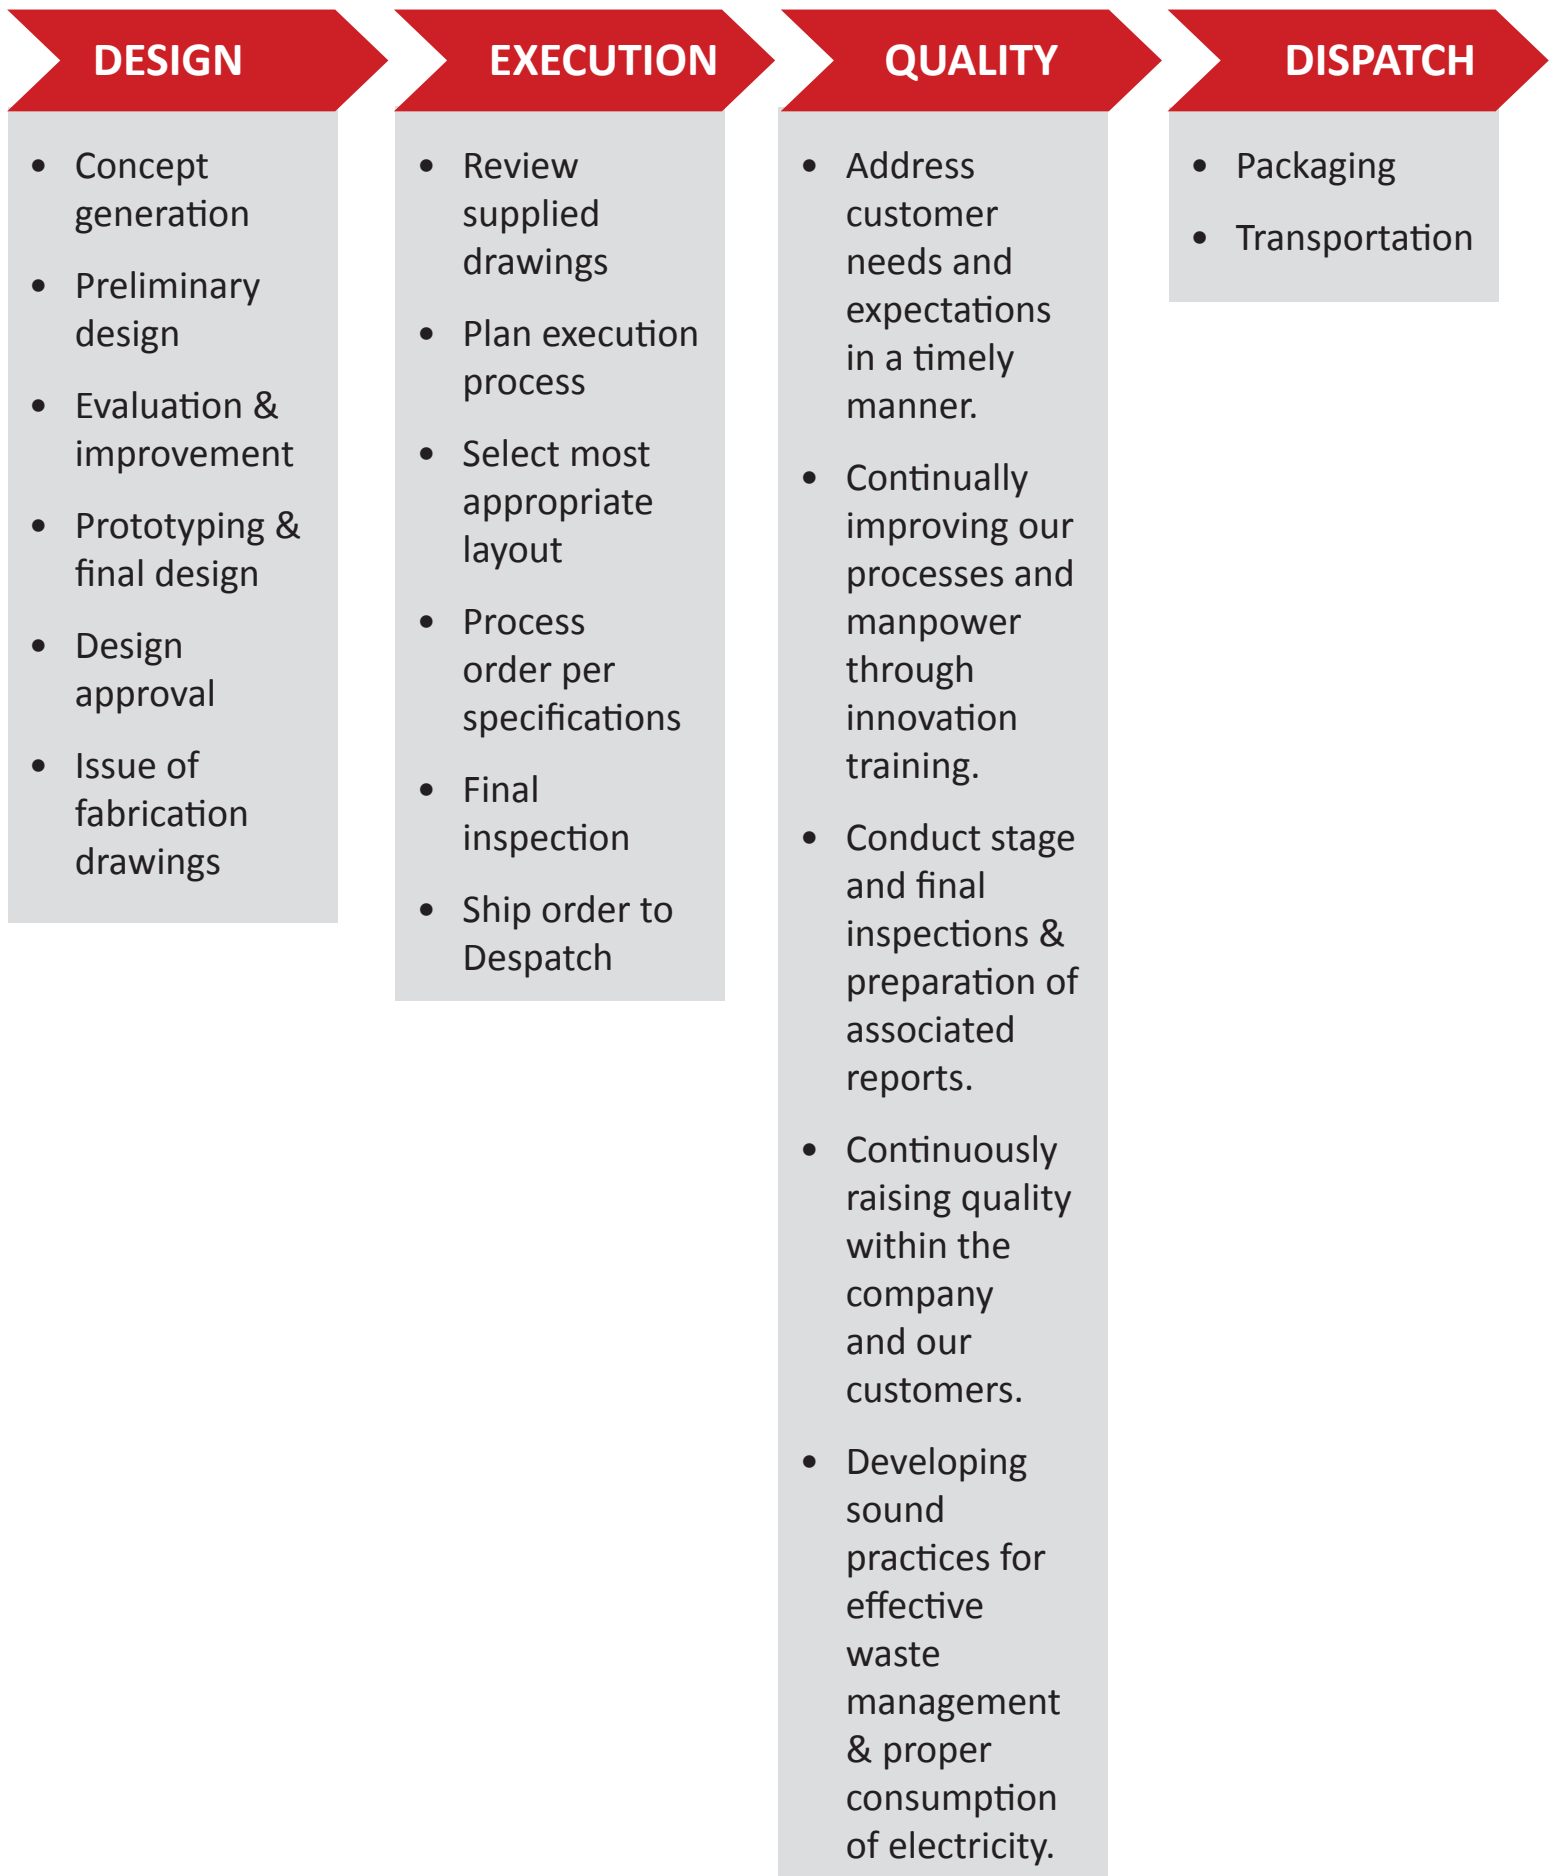 DESIGN
• Concept
generation
• Preliminary
design
• Evaluation &
improvement
• Prototyping &
final design
• Design
approval
• Issue of
fabrication
drawings
EXECUTION
• Review
supplied
drawings
• Plan execution
process
• Select most
appropriate
layout
• Process
order per
specifications
• Final
inspection
• Ship order to
Despatch
QUALITY
• Address
customer
needs and
expectations
in a timely
manner.
• Continually
improving our
processes and
manpower
through
innovation
training.
• Conduct stage
and final
inspections &
preparation of
associated
reports.
• Continuously
raising quality
within the
company
and our
customers.
• Developing
sound
practices for
effective
waste
management
& proper
consumption
of electricity.
DISPATCH
• Packaging
• Transportation